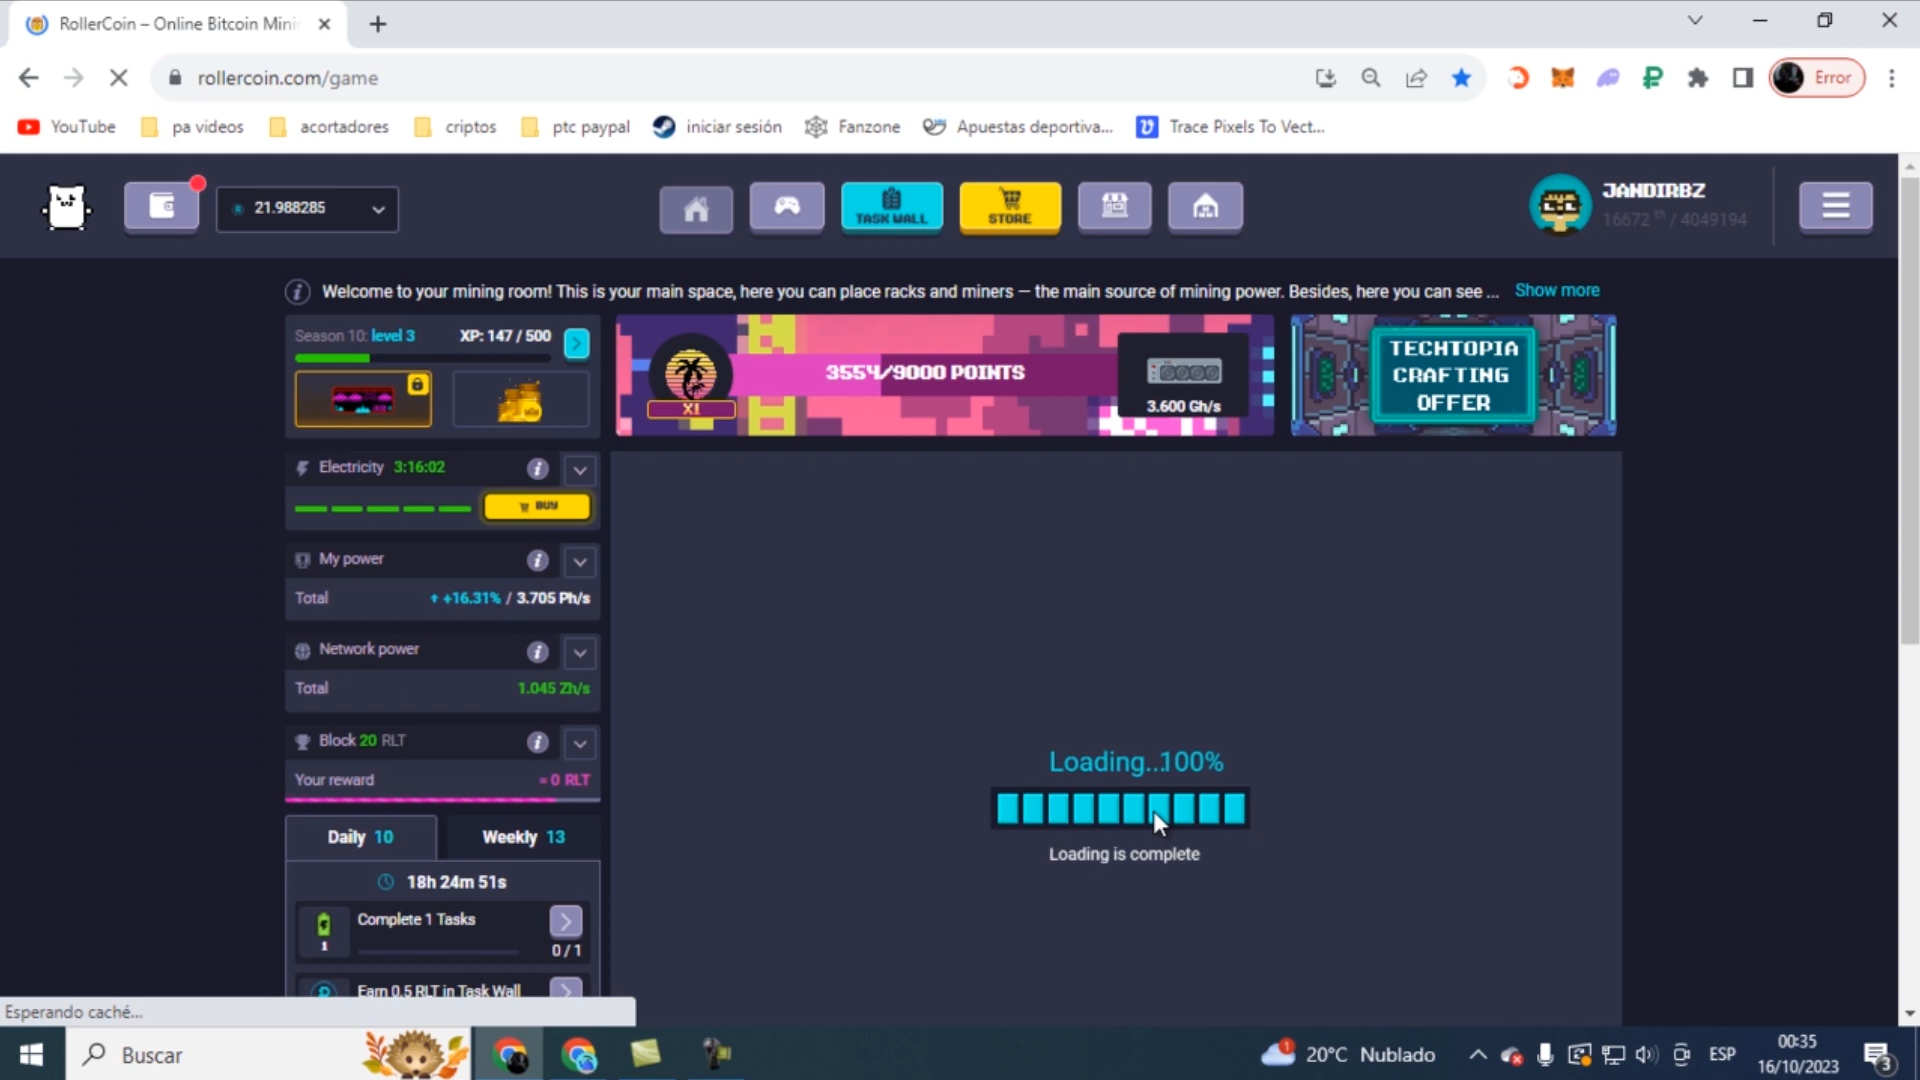 RollerCoin – Online Bitcoin Mini
rollercoin.com/game
Error
YouTube
pa videos
acortadores
criptos
ptc paypal
iniciar sesión
Fanzone
Apuestas deportiva...
Trace Pixels To Vect...
21.988285
TASK WALL
STORE
JANDIRBZ
16672 th / 4049194
Welcome to your mining room! This is your main space, here you can place racks and miners — the main source of mining power. Besides, here you can see ...
Show more
Season 10: level 3
XP: 147 / 500
3554/9000 POINTS
X1
3.600 Gh/s
TECHTOPIA
CRAFTING
OFFER
Electricity 3:16:02
BUY
My power
Total
+16.31% / 3.705 Ph/s
Network power
Total
1.045 Zh/s
Block 20 RLT
Your reward
≈ 0 RLT
Daily 10
Weekly 13
18h 24m 51s
Complete 1 Tasks
1
0 / 1
Earn 0.5 RLT in Task Wall
Loading...100%
Loading is complete
Esperando caché...
Buscar
1
20°C Nublado
ESP
00:35
16/10/2023
3